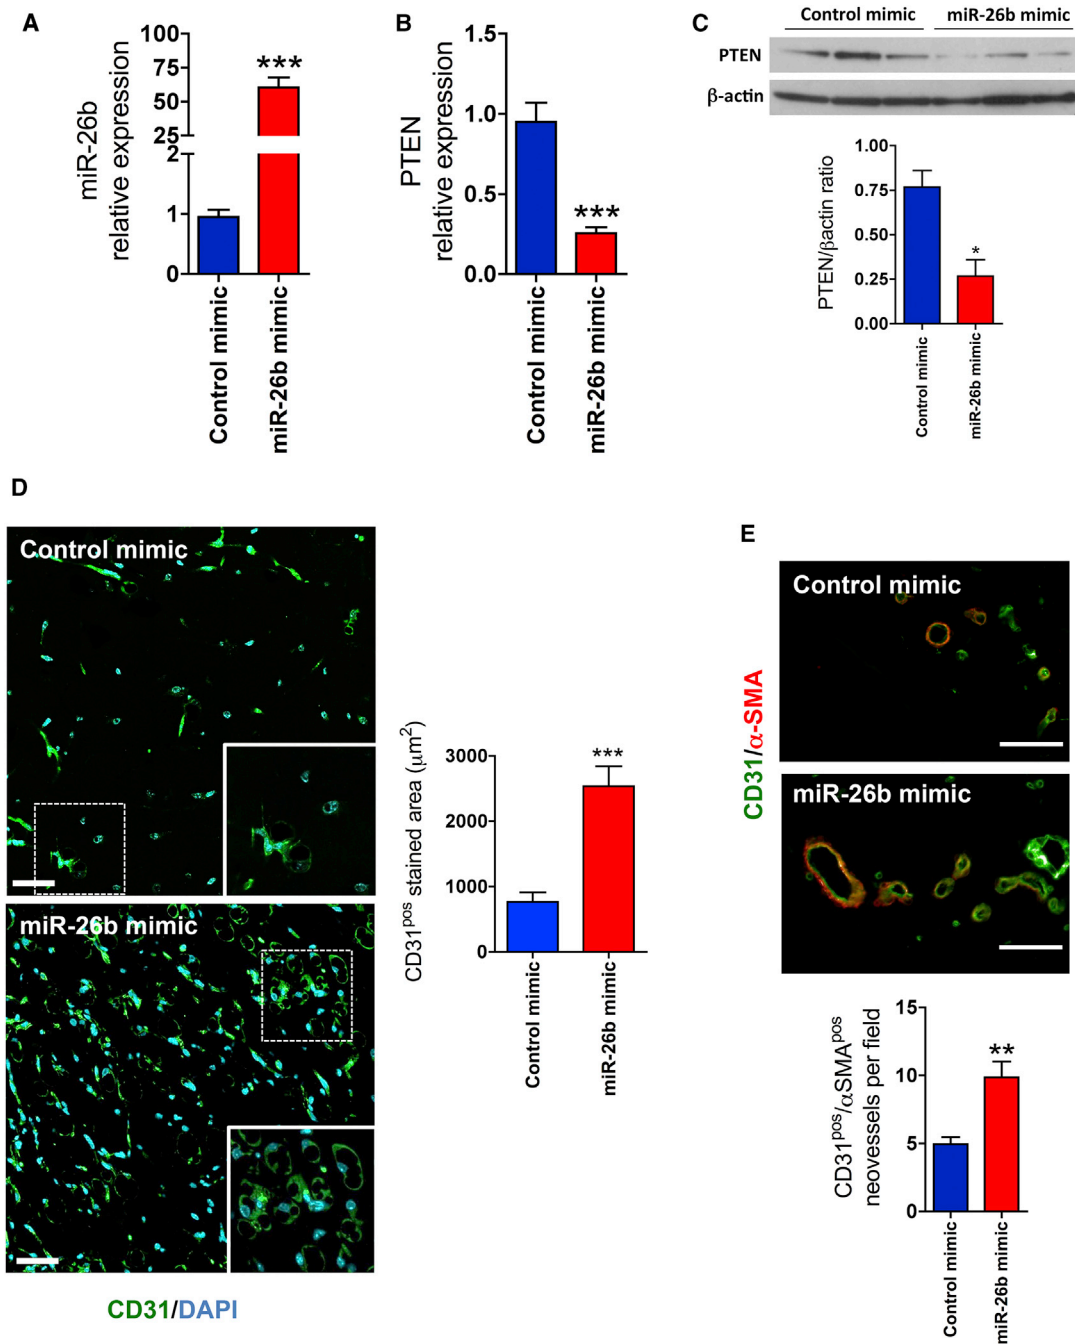 A
miR-26b
relative expression
100
75
50
25
2
1
0
***
Control mimic
miR-26b mimic
B
PTEN
relative expression
1.5
1.0
0.5
0.0
***
Control mimic
miR-26b mimic
C
Control mimic
miR-26b mimic
PTEN
β-actin
PTEN/βactin ratio
1.00
0.75
0.50
0.25
0.00
*
Control mimic
miR-26b mimic
D
Control mimic
miR-26b mimic
CD31/DAPI
CD31pos stained area (μm2)
3000
2000
1000
0
***
Control mimic
miR-26b mimic
E
CD31/α-SMA
Control mimic
miR-26b mimic
CD31pos/αSMApos
neovessels per field
15
10
5
0
**
Control mimic
miR-26b mimic